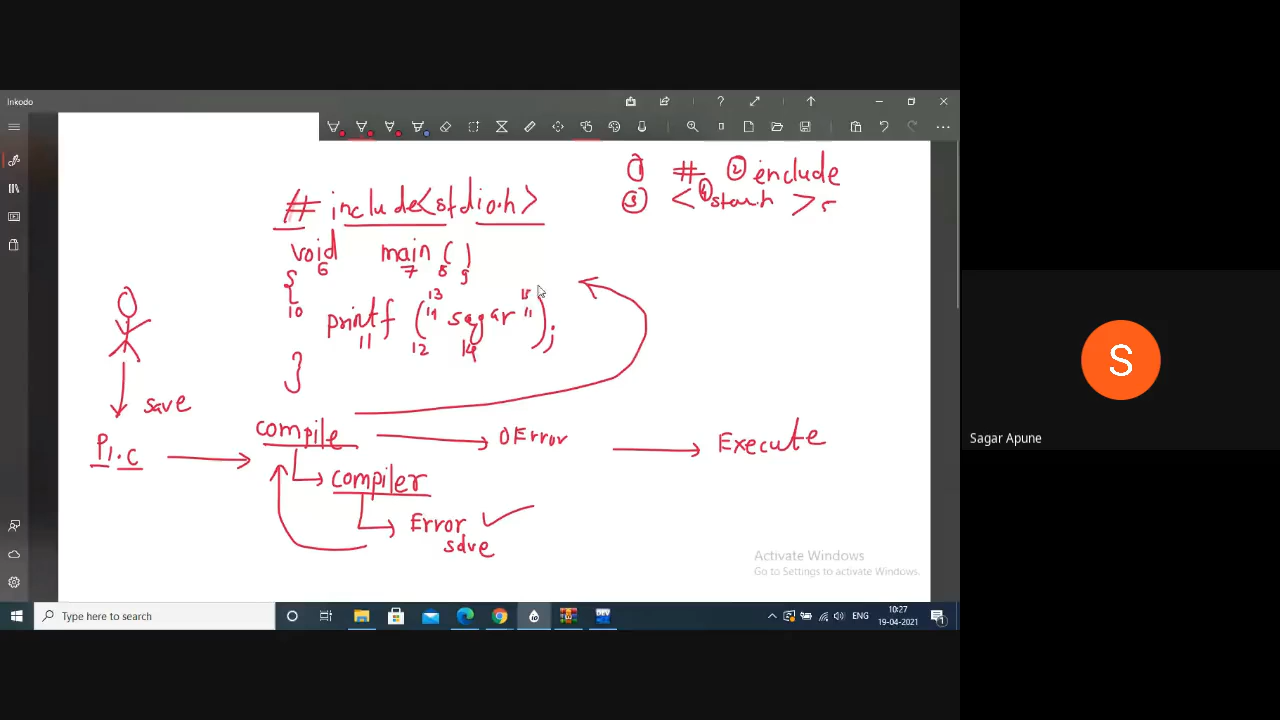 Inkodo
① # ② include
③ < ④ stdio.h > 5
# include<stdio.h>
void main ( )
6 7 8 9
{
10
13 15
printf (" sagar ");
11 12 14
}
save
P1.c
compile
0 Error
Execute
compiler
Error
solve
Activate Windows
Go to Settings to activate Windows.
Type here to search
ENG
10:27
19-04-2021
S
Sagar Apune